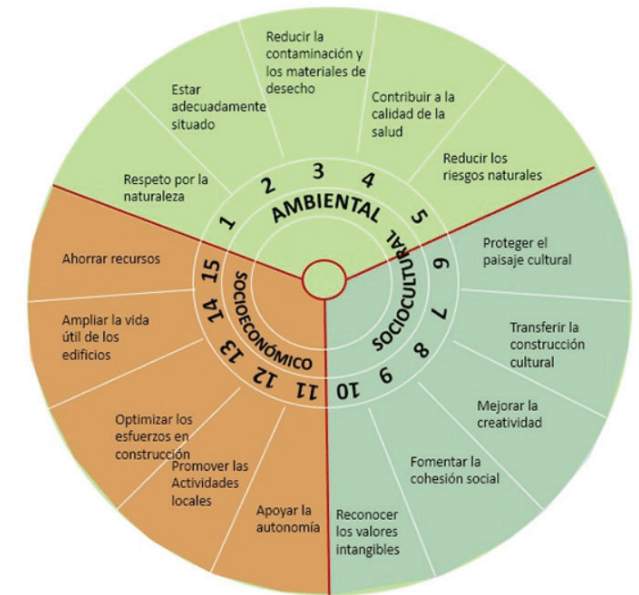 Respeto por la
naturaleza
1
Estar
adecuadamente
situado
2
Reducir la
contaminación y
los materiales de
desecho
3
Contribuir a la
calidad de la
salud
4
Reducir los
riesgos naturales
5
AMBIENTAL
Proteger el
paisaje cultural
6
Transferir la
construcción
cultural
7
Mejorar la
creatividad
8
Fomentar la
cohesión social
9
Reconocer
los valores
intangibles
10
SOCIOCULTURAL
Apoyar la
autonomía
11
Promover las
Actividades
locales
12
Optimizar los
esfuerzos en
construcción
13
Ampliar la vida
útil de los
edificios
14
Ahorrar recursos
15
SOCIOECONÓMICO